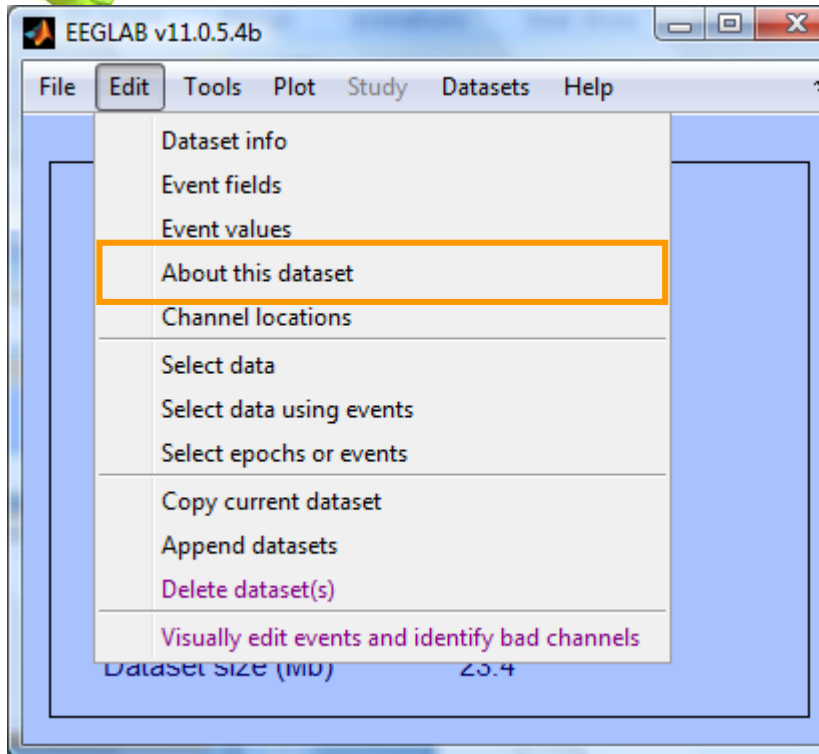 EEGLAB v11.0.5.4b
File Edit Tools Plot Study Datasets Help
Dataset info
Event fields
Event values
About this dataset
Channel locations
Select data
Select data using events
Select epochs or events
Copy current dataset
Append datasets
Delete dataset(s)
Visually edit events and identify bad channels
Dataset size (Mb) 23.4